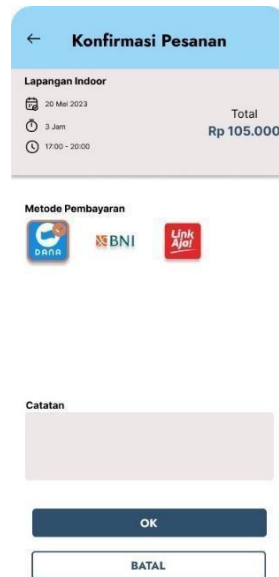 Konfirmasi Pesanan
Lapangan Indoor
20 Mei 2023
3 Jam
17:00 - 20:00
Total
Rp 105.000
Metode Pembayaran
DANA
BNI
Link
Aja!
Catatan
OK
BATAL